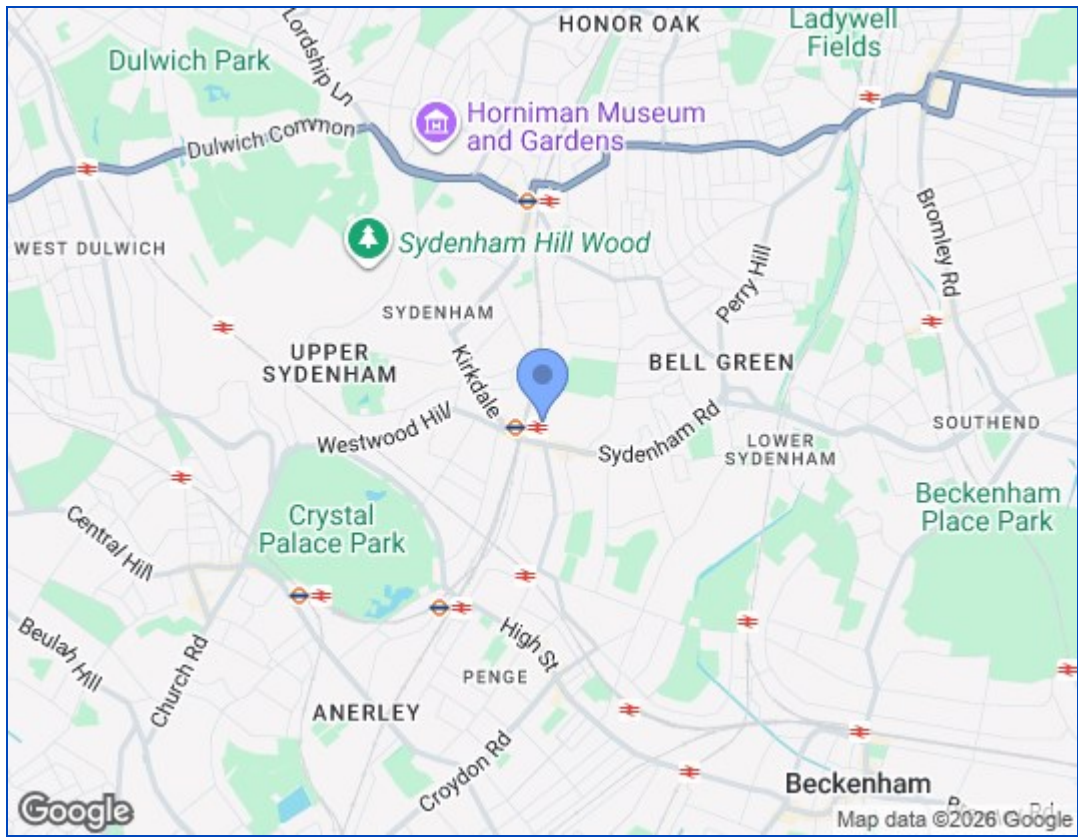 HONOR OAK
Ladywell
Fields
Lordship Ln
Dulwich Park
Horniman Museum
and Gardens
Dulwich Common
WEST DULWICH
Sydenham Hill Wood
Bromley Rd
Perry Hill
SYDENHAM
UPPER
SYDENHAM
Kirkdale
BELL GREEN
Westwood Hill
Sydenham Rd
SOUTHEND
LOWER
SYDENHAM
Beckenham
Place Park
Crystal
Palace Park
Central Hill
Beulah Hill
Church Rd
High St
PENGE
ANERLEY
Croydon Rd
Beckenham
Google
Map data ©2026 Google